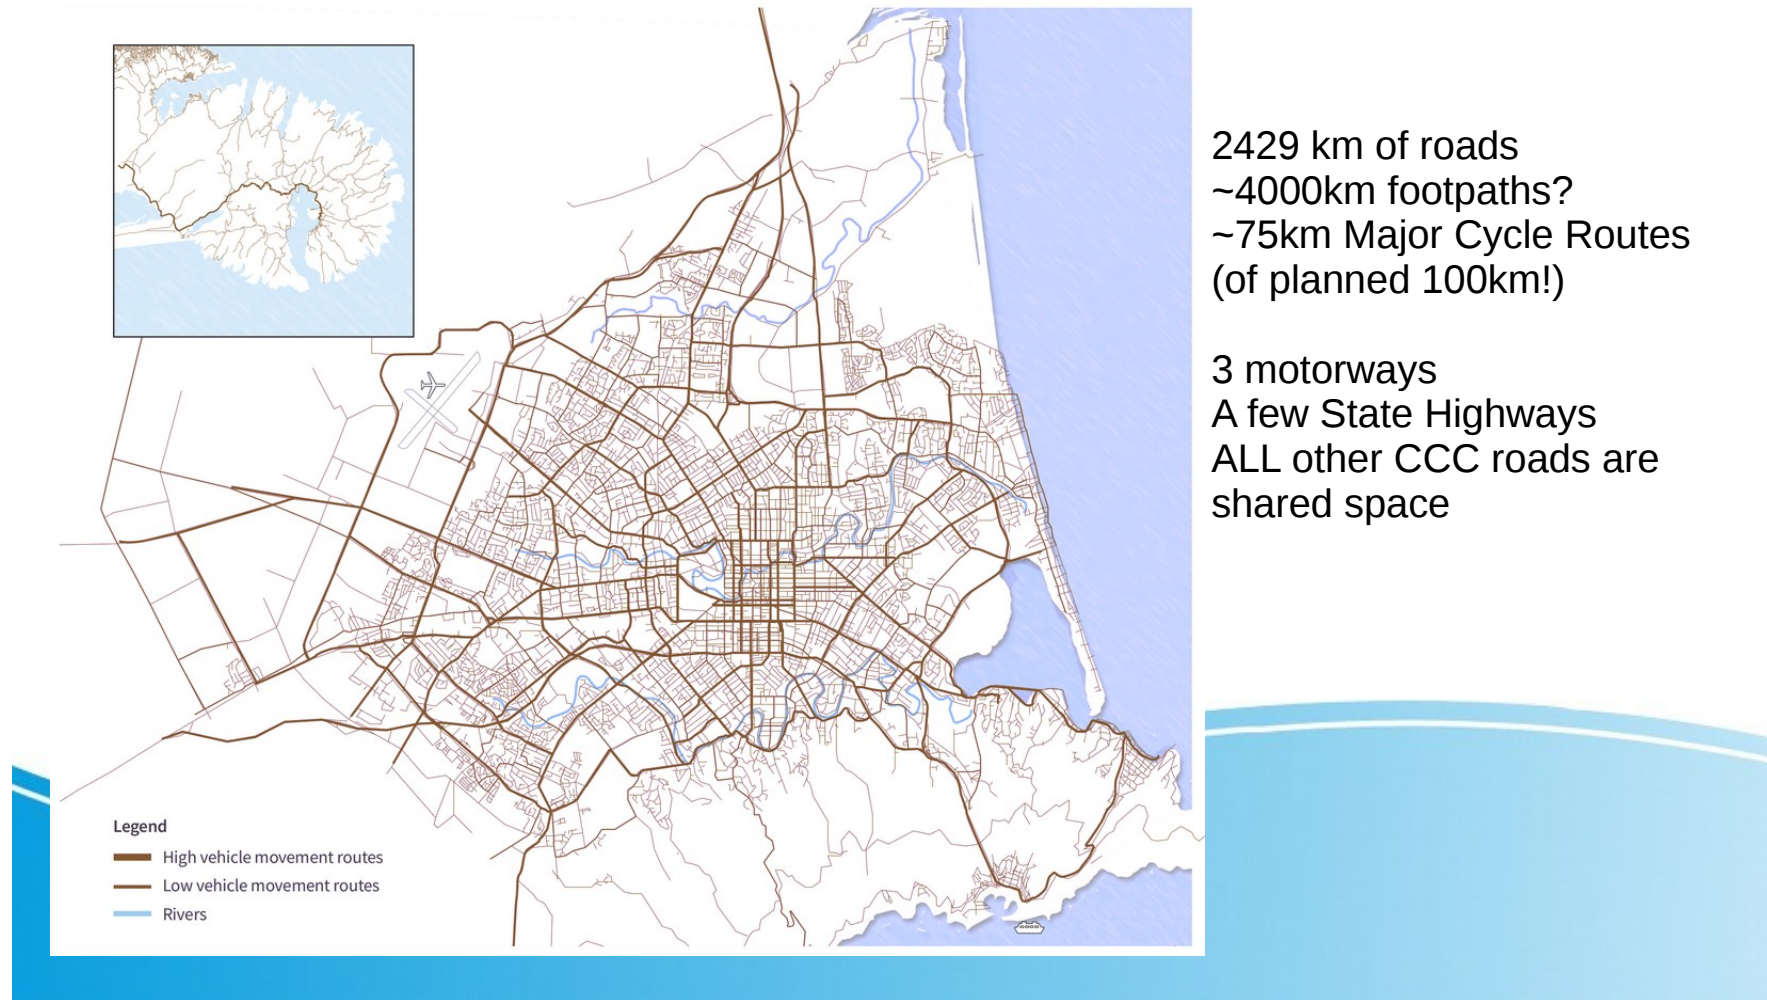 2429 km of roads
~4000km footpaths?
~75km Major Cycle Routes
(of planned 100km!)
3 motorways
A few State Highways
ALL other CCC roads are
shared space
Legend
High vehicle movement routes
Low vehicle movement routes
Rivers